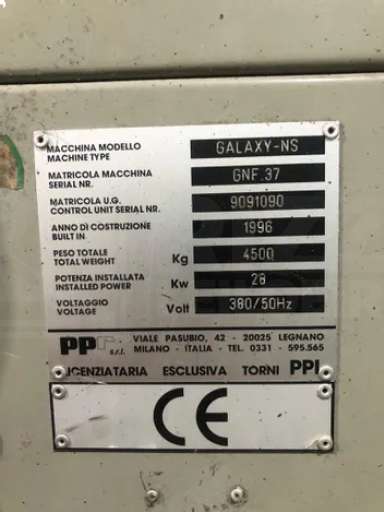 MACCHINA MODELLO
MACHINE TYPE
GALAXY-NS
MATRICOLA MACCHINA
SERIAL NR.
GNF.37
MATRICOLA U.G.
CONTROL UNIT SERIAL NR.
9091090
ANNO DI COSTRUZIONE
BUILT IN
1996
PESO TOTALE
TOTAL WEIGHT
Kg 4500
POTENZA INSTALLATA
INSTALLED POWER
Kw 28
VOLTAGGIO
VOLTAGE
Volt 380/50Hz
s.r.l.
VIALE PASUBIO, 42 - 20025 LEGNANO
MILANO - ITALIA - TEL. 0331 - 595.565
ESCLUSIVA TORNI
CE